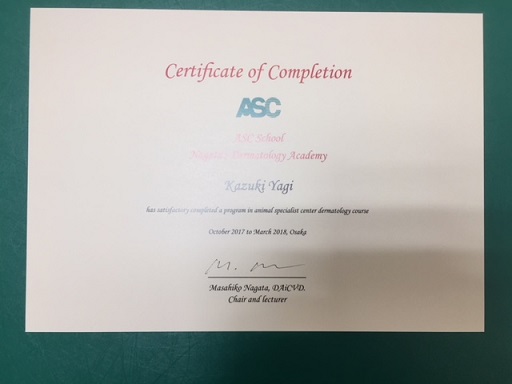 Certificate of Completion
ASC
ASC School
Nagata's Dermatology Academy
Kazuki Yagi
has satisfactory completed a program in animal specialist center dermatology course
October 2017 to March 2018, Osaka
Masahiko Nagata, DAiCVD.
Chair and lecturer